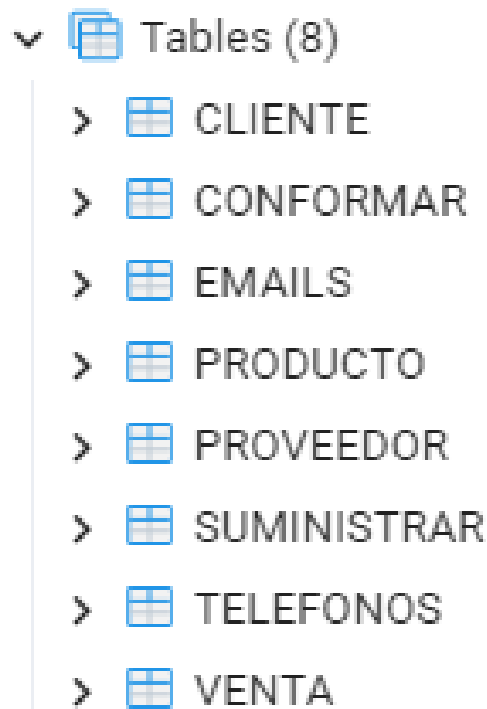 Tables (8)
CLIENTE
CONFORMAR
EMAILS
PRODUCTO
PROVEEDOR
SUMINISTRAR
TELEFONOS
VENTA